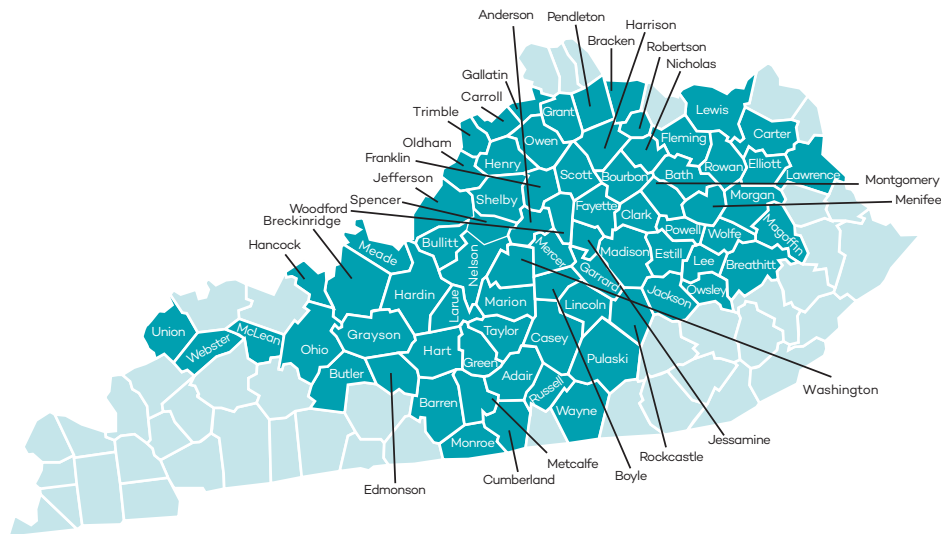 Anderson
Pendleton
Harrison
Bracken
Robertson
Nicholas
Gallatin
Carroll
Trimble
Oldham
Franklin
Jefferson
Spencer
Woodford
Breckinridge
Hancock
Grant
Lewis
Owen
Fleming
Carter
Henry
Scott
Bourbon
Bath
Rowan
Elliott
Lawrence
Montgomery
Menifee
Shelby
Fayette
Clark
Morgan
Magoffin
Powell
Wolfe
Meade
Bullitt
Nelson
Mercer
Madison
Estill
Lee
Breathitt
Garrard
Owsley
Jackson
Hardin
Larue
Marion
Lincoln
Union
Webster
McLean
Ohio
Grayson
Hart
Taylor
Green
Casey
Pulaski
Butler
Adair
Russell
Barren
Wayne
Monroe
Washington
Jessamine
Rockcastle
Boyle
Metcalfe
Cumberland
Edmonson